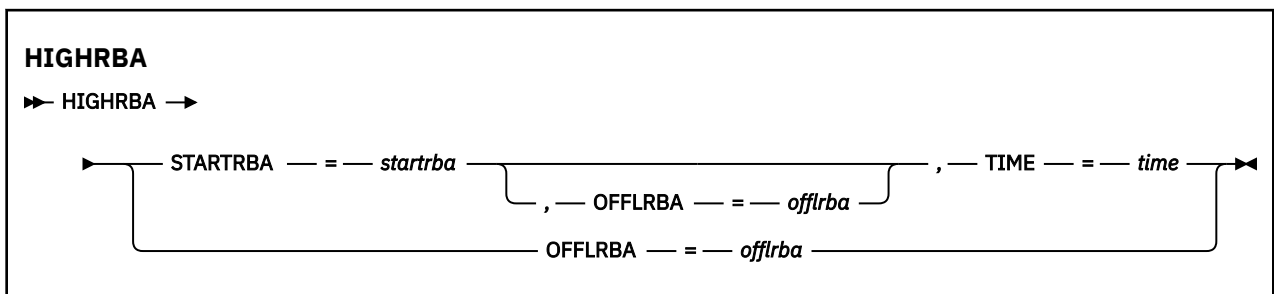 HIGHRBA
HIGHRBA
STARTRBA = startrba , TIME = time
, OFFLRBA = offlrba
OFFLRBA = offlrba